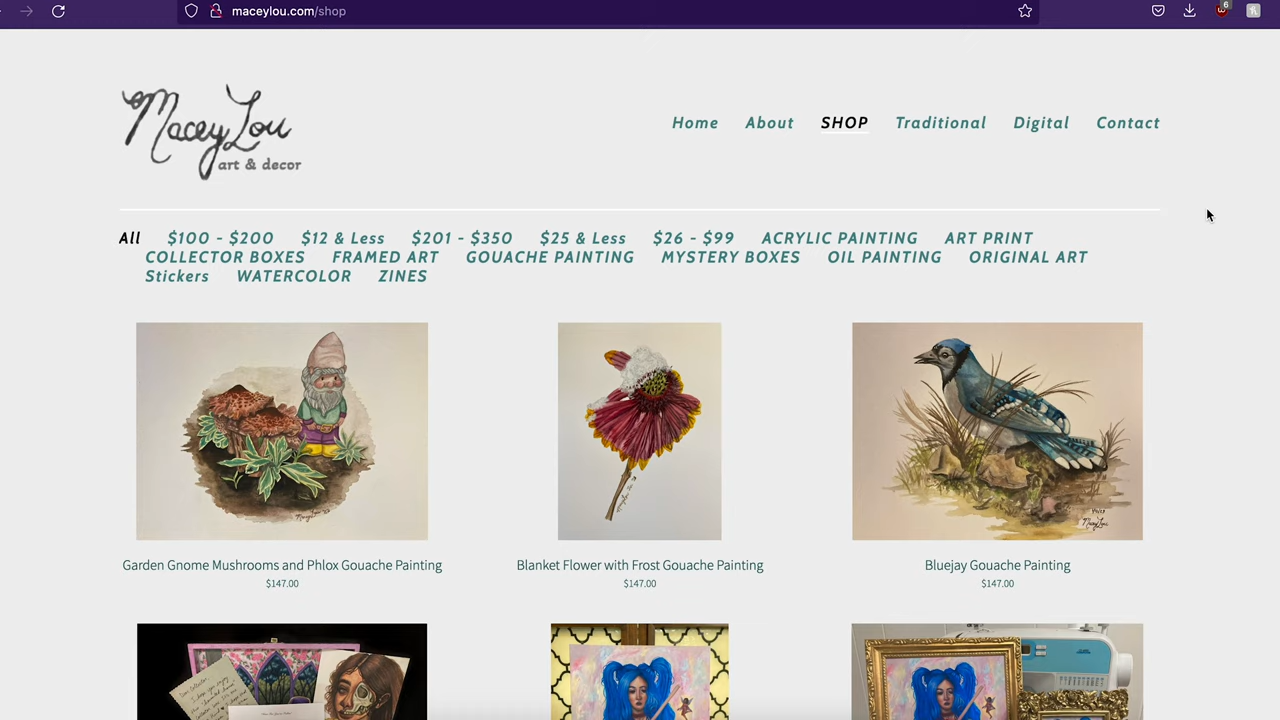 maceylou.com/shop
6
Macey Lou
art & decor
Home About SHOP Traditional Digital Contact
All $100 - $200 $12 & Less $201 - $350 $25 & Less $26 - $99 ACRYLIC PAINTING ART PRINT
COLLECTOR BOXES FRAMED ART GOUACHE PAINTING MYSTERY BOXES OIL PAINTING ORIGINAL ART
Stickers WATERCOLOR ZINES
Garden Gnome Mushrooms and Phlox Gouache Painting
$147.00
Blanket Flower with Frost Gouache Painting
$147.00
MaceyLou
Bluejay Gouache Painting
$147.00